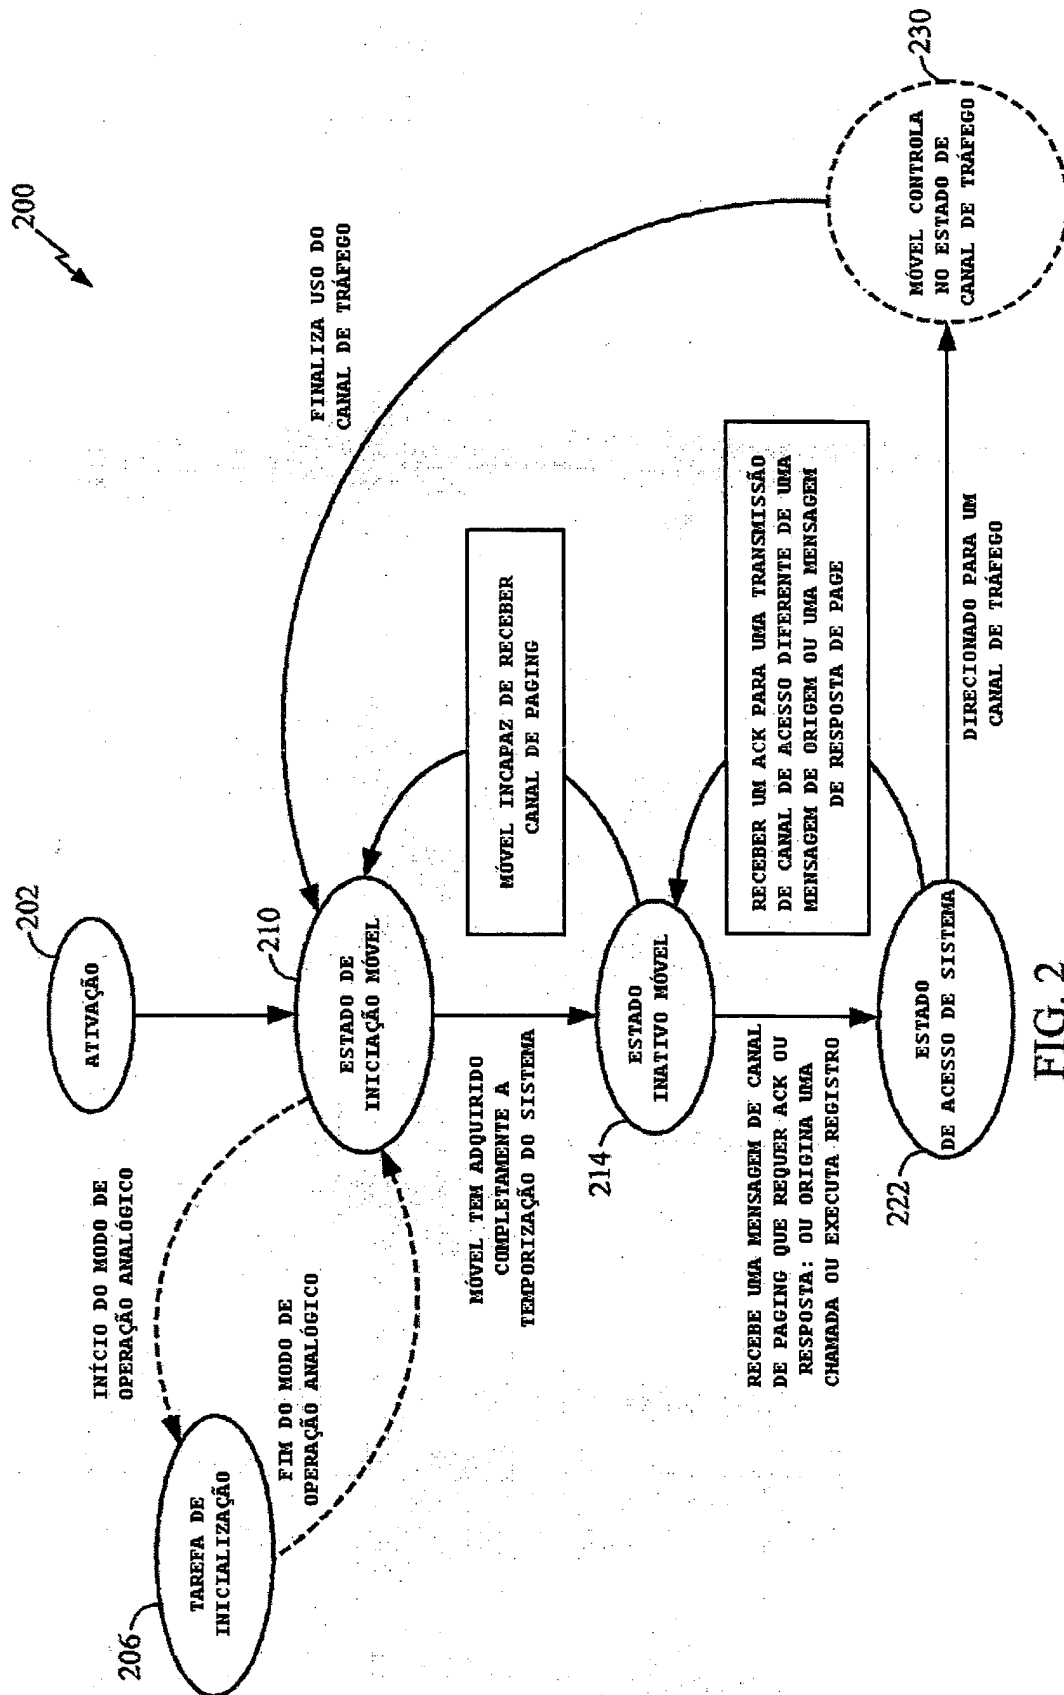 200
202
ATIVAÇÃO
INÍCIO DO MODO DE
OPERAÇÃO ANALÓGICO
206
TAREFA DE
INICIALIZAÇÃO
FIM DO MODO DE
OPERAÇÃO ANALÓGICO
210
ESTADO DE
INICIAÇÃO MÓVEL
FINALIZA USO DO
CANAL DE TRÁFEGO
MÓVEL TEM ADQUIRIDO
COMPLETAMENTE A
TEMPORIZAÇÃO DO SISTEMA
MÓVEL INCAPAZ DE RECEBER
CANAL DE PAGING
214
ESTADO
INATIVO MÓVEL
RECEBE UMA MENSAGEM DE CANAL
DE PAGING QUE REQUER ACK OU
RESPOSTA: OU ORIGINA UMA
CHAMADA OU EXECUTA REGISTRO
RECEBER UM ACK PARA UMA TRANSMISSÃO
DE CANAL DE ACESSO DIFERENTE DE UMA
MENSAGEM DE ORIGEM OU UMA MENSAGEM
DE RESPOSTA DE PAGE
222
ESTADO
DE ACESSO DE SISTEMA
DIRECIONADO PARA UM
CANAL DE TRÁFEGO
230
MÓVEL CONTROLA
NO ESTADO DE
CANAL DE TRÁFEGO
FIG. 2